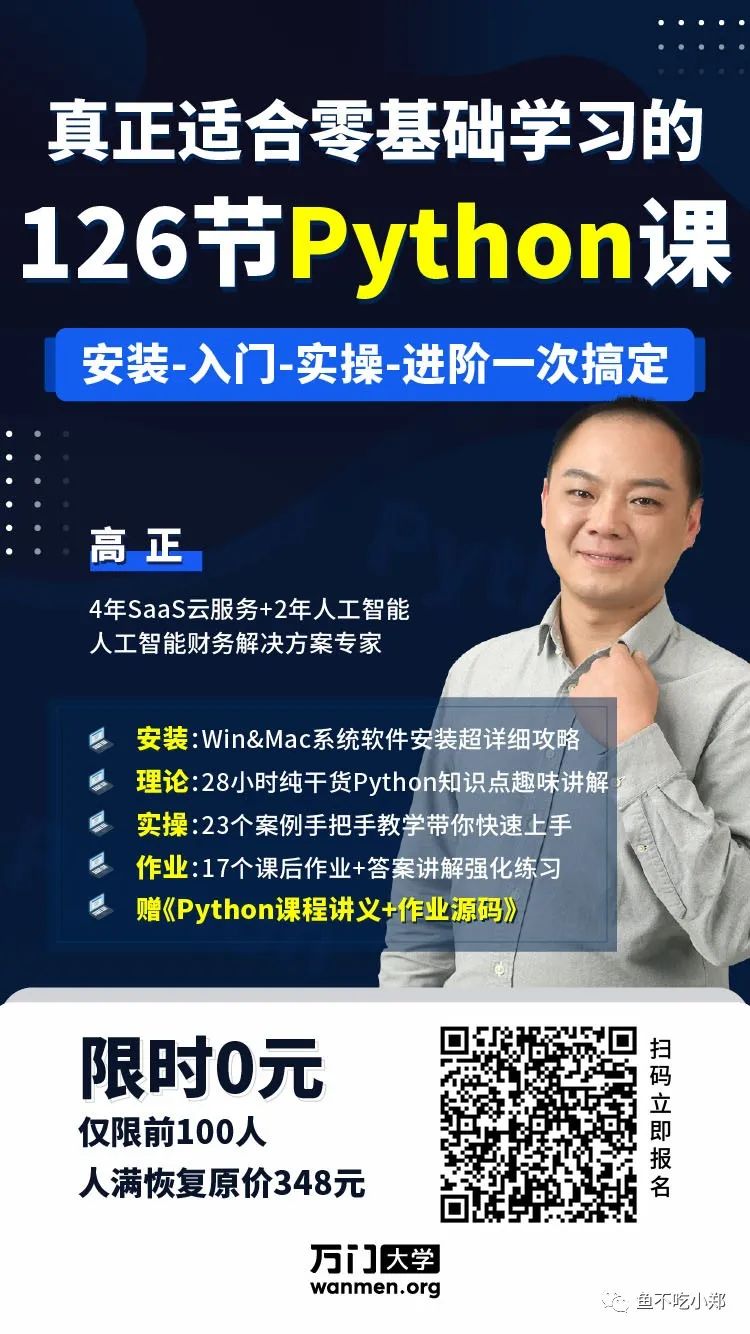 真正适合零基础学习的
126节Python课
安装-入门-实操-进阶一次搞定
高正
4年SaaS云服务+2年人工智能
人工智能财务解决方案专家
安装:Win&Mac系统软件安装超详细攻略
理论:28小时纯干货Python知识点趣味讲解
实操:23个案例手把手教学带你快速上手
作业:17个课后作业+答案讲解强化练习
赠《Python课程讲义+作业源码》
限时0元
仅限前100人
人满恢复原价348元
扫码立即报名
万门大学
wanmen.org
鱼不吃小郑